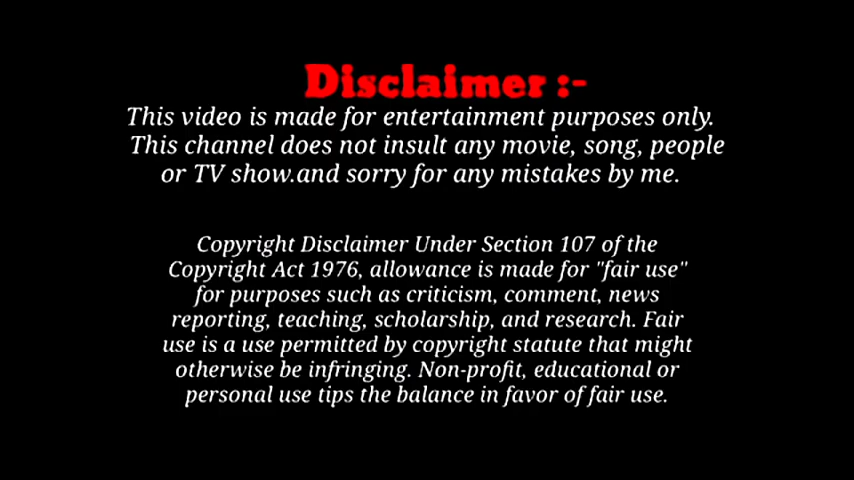 Disclaimer :-
This video is made for entertainment purposes only.
This channel does not insult any movie, song, people
or TV show.and sorry for any mistakes by me.
Copyright Disclaimer Under Section 107 of the
Copyright Act 1976, allowance is made for "fair use"
for purposes such as criticism, comment, news
reporting, teaching, scholarship, and research. Fair
use is a use permitted by copyright statute that might
otherwise be infringing. Non-profit, educational or
personal use tips the balance in favor of fair use.